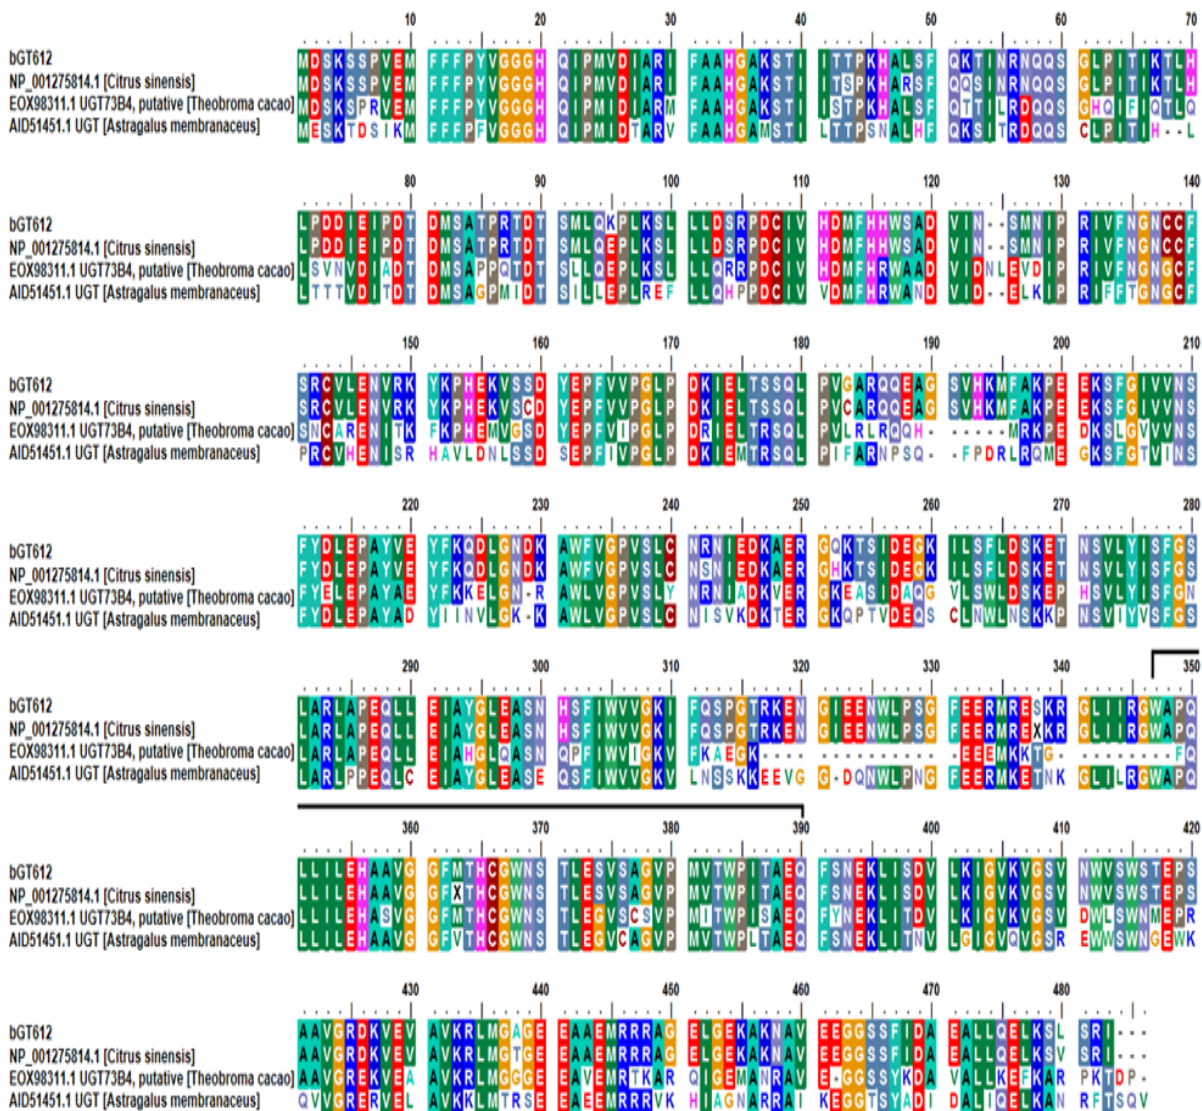 10 20 30 40 50 60 70
bGT612 MDSKSSPVEM FFFPYVGGGH QIPMVDIARI FAAHGAKSTI ITTPKHALSF QKTINRNQQS GLPITIKTLH
NP_001275814.1 [Citrus sinensis] MDSKSSPVEM FFFPYVGGGH QIPMVDIARI FAAHGAKSTI ITSPKHARSF QQSINRNQQS GLPITIKTLH
EOX98311.1 UGT73B4, putative [Theobroma cacao] MDSKSPRVEM FFFPYVGGGH QIPMIDIARM FAAHGAKSTI ISTPKHALSF QTTILRDQQS GHQIFIQTLQ
AID51451.1 UGT [Astragalus membranaceus] MESKTDSIKM FFFPFVGGGH QIPMIDTARV FAAHGAMSTI LTTPSNALHF QKSITRDQQS CLPITIH--L
80 90 100 110 120 130 140
bGT612 LPDDIEIPDT DMSATPRTDT SMLQKPLKSL LLDSRPDCIV HDMFHHWSAD VIN--SMNIP RIVFNGNCCF
NP_001275814.1 [Citrus sinensis] LPDDIEIPDT DMSATPRTDT SMLQEPLKSL LLDSRPDCIV HDMFHHWSAD VIN--SMNIP RIVFNGNCCF
EOX98311.1 UGT73B4, putative [Theobroma cacao] LSVNVDIADT DMSAPPQTDT SLLQEPLKSL LLQRRPDCIV HDMFHRWAAD VIDNLEVDIP RIVFNGNGCF
AID51451.1 UGT [Astragalus membranaceus] LTTTVDITDT DMSAGPMIDT SILLEPLREF LLQHPPDCIV VDMFHRWAND VID--ELKIP RIFFTGNGCF
150 160 170 180 190 200 210
bGT612 SRCVLENVRK YKPHEKVSSD YEPFVVPGLP DKIELTSSQL PVGARQQEAG SVHKMFAKPE EKSFGIVVNS
NP_001275814.1 [Citrus sinensis] SRCVLENVRK YKPHEKVSCD YEPFVVPGLP DKIELTSSQL PVCARQQEAG SVHKMFAKPE EKSFGIVVNS
EOX98311.1 UGT73B4, putative [Theobroma cacao] SNCARENITK FKPHEMVGSD YEPFVIPGLP DRIELTRSQL PVLRLRQQH- -----MRKPE DKSLGVVVNS
AID51451.1 UGT [Astragalus membranaceus] PRCVHENISR HAVLDNLSSD SEPFIVPGLP DKIEMTRSQL PIFARNPSQ- -FPDRLRQME GKSFGTVINS
220 230 240 250 260 270 280
bGT612 FYDLEPAYVE YFKQDLGNDK AWFVGPVSLC NRNIEDKAER GQKTSIDEGK ILSFLDSKET NSVLYISFGS
NP_001275814.1 [Citrus sinensis] FYDLEPAYVE YFKQDLGNDK AWFVGPVSLC NSNIEDKAER GHKTSIDEGK ILSFLDSKET NSVLYISFGS
EOX98311.1 UGT73B4, putative [Theobroma cacao] FYELEPAYAE YFKKELGN-R AWLVGPVSLY NRNIADKVER GKEASIDAQG VLSWLDSKEP HSVLYISFGN
AID51451.1 UGT [Astragalus membranaceus] FYDLEPAYAD YIINVLGK-K AWLVGPVSLC NISVKDKTER GKQPTVDEQS CLNWLNSKKP NSVIYVSFGS
290 300 310 320 330 340 350
bGT612 LARLAPEQLL EIAYGLEASN HSFIWVVGKI FQSPGTRKEN GIEENWLPSG FEERMRESKR GLIIRGWAPQ
NP_001275814.1 [Citrus sinensis] LARLAPEQLL EIAYGLEASN HSFIWVVGKI FQSPGTRKEN GIEENWLPSG FEERMREXKR GLIIRGWAPQ
EOX98311.1 UGT73B4, putative [Theobroma cacao] LARLAPEQLL EIAHGLQASN QPFIWVIGKV FKAEGK---- ---------- FEEEMKKTG- --------FQ
AID51451.1 UGT [Astragalus membranaceus] LARLPPEQLC EIAYGLEASE QSFIWVVGKV LNSSKKEEVG G-DQNWLPNG FEERMKETNK GLILRGWAPQ
360 370 380 390 400 410 420
bGT612 LLILEHAAVG GFMTHCGWNS TLESVSAGVP MVTWPITAEQ FSNEKLISDV LKIGVKVGSV NWVSWSTEPS
NP_001275814.1 [Citrus sinensis] LLILEHAAVG GFXTHCGWNS TLESVSAGVP MVTWPITAEQ FSNEKLISDV LKIGVKVGSV NWVSWSTEPS
EOX98311.1 UGT73B4, putative [Theobroma cacao] LLILEHASVG GFMTHCGWNS TLEGVSCSVP MITWPISAEQ FYNEKLITDV LKIGVKVGSV DWLSWNMEPR
AID51451.1 UGT [Astragalus membranaceus] LLILEHAAVG GFVTHCGWNS TLEGVCAGVP MVTWPLTAEQ FSNEKLITNV LGIGVQVGSR EWWSWNGEWK
430 440 450 460 470 480
bGT612 AAVGRDKVEV AVKRLMGAGE EAAEMRRRAG ELGEKAKNAV EEGGSSFIDA EALLQELKSL SRI---
NP_001275814.1 [Citrus sinensis] AAVGRDKVEV AVKRLMGTGE EAAEMRRRAG ELGEKAKNAV EEGGSSFIDA EALLQELKSV SRI---
EOX98311.1 UGT73B4, putative [Theobroma cacao] AAVGREKVEA AVKRLMGGGE EAVEMRTKAR QIGEMANRAV E-GGSSYKDA VALLKEFKAR PKTDP-
AID51451.1 UGT [Astragalus membranaceus] QVVGRERVEL AVKKLMTRSE EAEEMRRRVK HIAGNARRAI KEGGTSYADI DALIQELKAN RFTSQV